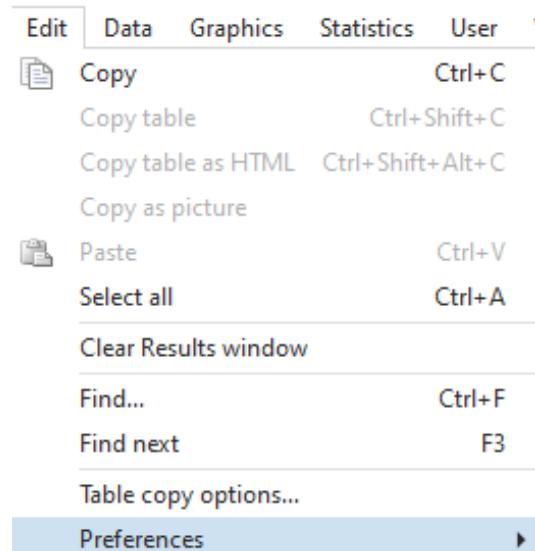 Edit Data Graphics Statistics User
Copy Ctrl+C
Copy table Ctrl+Shift+C
Copy table as HTML Ctrl+Shift+Alt+C
Copy as picture
Paste Ctrl+V
Select all Ctrl+A
Clear Results window
Find... Ctrl+F
Find next F3
Table copy options...
Preferences